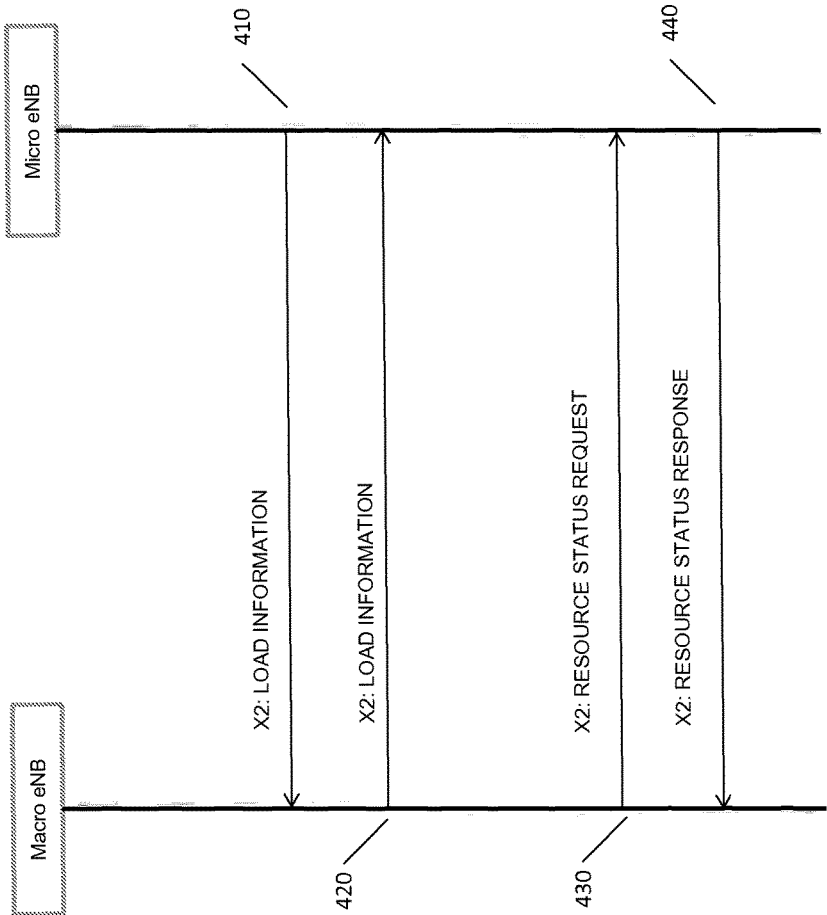 Macro eNB
Micro eNB
410
X2: LOAD INFORMATION
420
X2: LOAD INFORMATION
430
X2: RESOURCE STATUS REQUEST
440
X2: RESOURCE STATUS RESPONSE